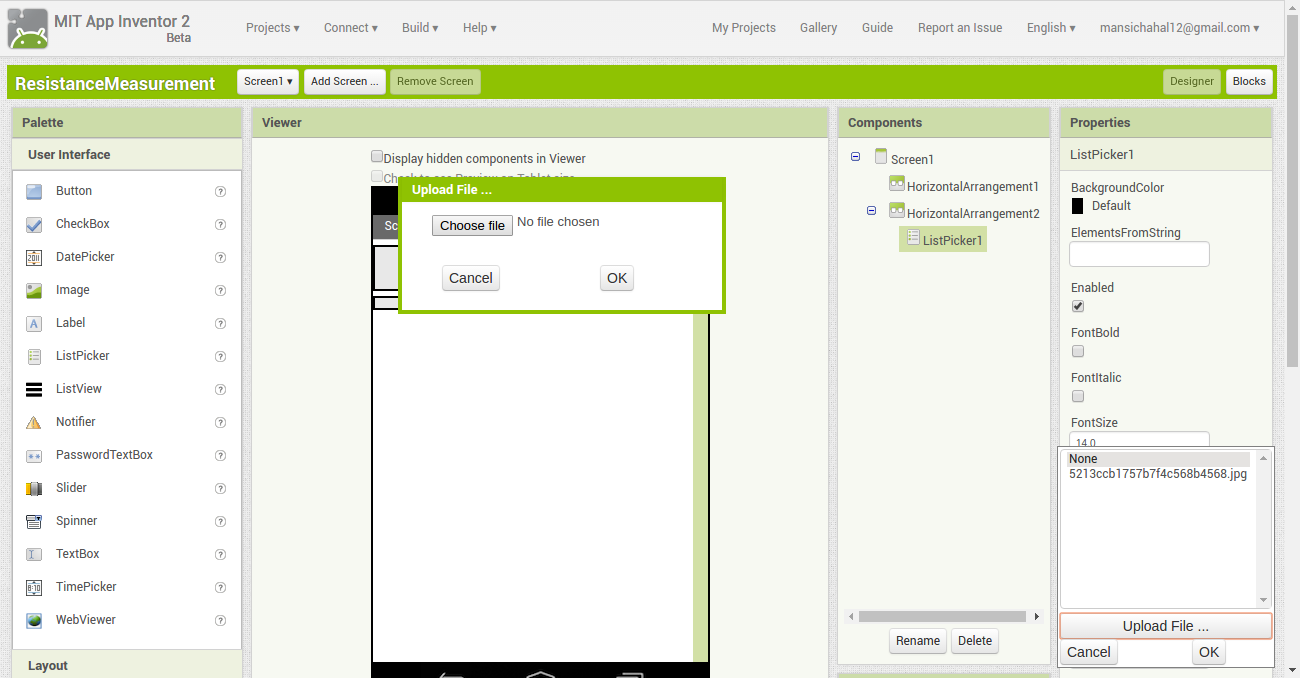 MIT App Inventor 2
Beta
Projects ▾ Connect ▾ Build ▾ Help ▾ My Projects Gallery Guide Report an Issue English ▾ mansichahal12@gmail.com ▾
ResistanceMeasurement Screen1 ▾ Add Screen ... Remove Screen Designer Blocks
Palette
User Interface
Button ?
CheckBox ?
DatePicker ?
Image ?
Label ?
ListPicker ?
ListView ?
Notifier ?
PasswordTextBox ?
Slider ?
Spinner ?
TextBox ?
TimePicker ?
WebViewer ?
Layout
Viewer
Display hidden components in Viewer
Check to see Preview on Tablet size.
Sc
Upload File ...
Choose file No file chosen
Cancel OK
Components
Screen1
HorizontalArrangement1
HorizontalArrangement2
ListPicker1
Rename Delete
Properties
ListPicker1
BackgroundColor
Default
ElementsFromString
Enabled
FontBold
FontItalic
FontSize
14.0
None
5213ccb1757b7f4c568b4568.jpg
Upload File ...
Cancel OK